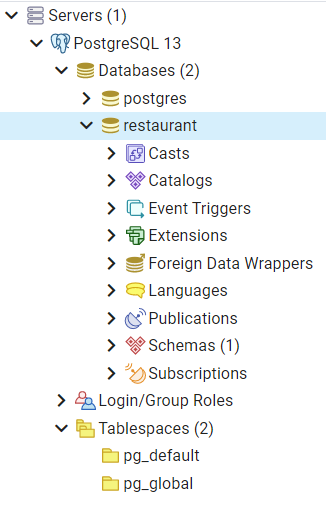 Servers (1)
PostgreSQL 13
Databases (2)
postgres
restaurant
Casts
Catalogs
Event Triggers
Extensions
Foreign Data Wrappers
Languages
Publications
Schemas (1)
Subscriptions
Login/Group Roles
Tablespaces (2)
pg_default
pg_global